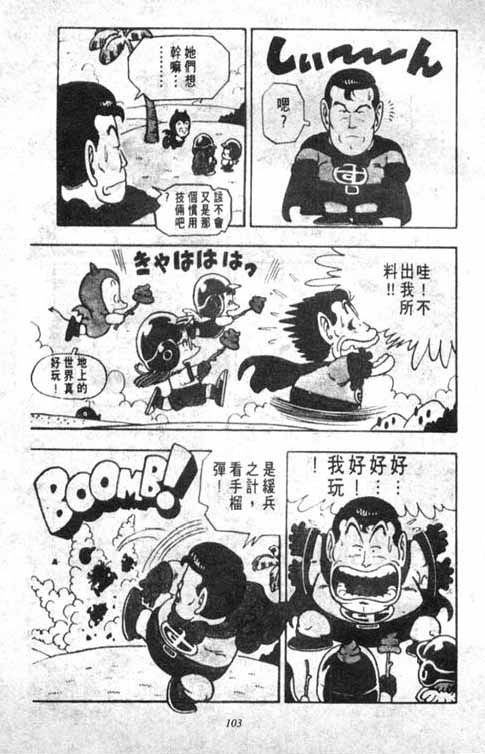 しぃ〜〜〜ん
嗯
?
她們想
幹嘛…
………
該不會
又是那
個慣用
技倆吧
?
哇!不
出我所
料!!
きゃははは〜っ
地上的
世界真
好玩!
好好好
我……
!玩!
是緩兵
之計,
看手榴
彈!
BOOMB!
103